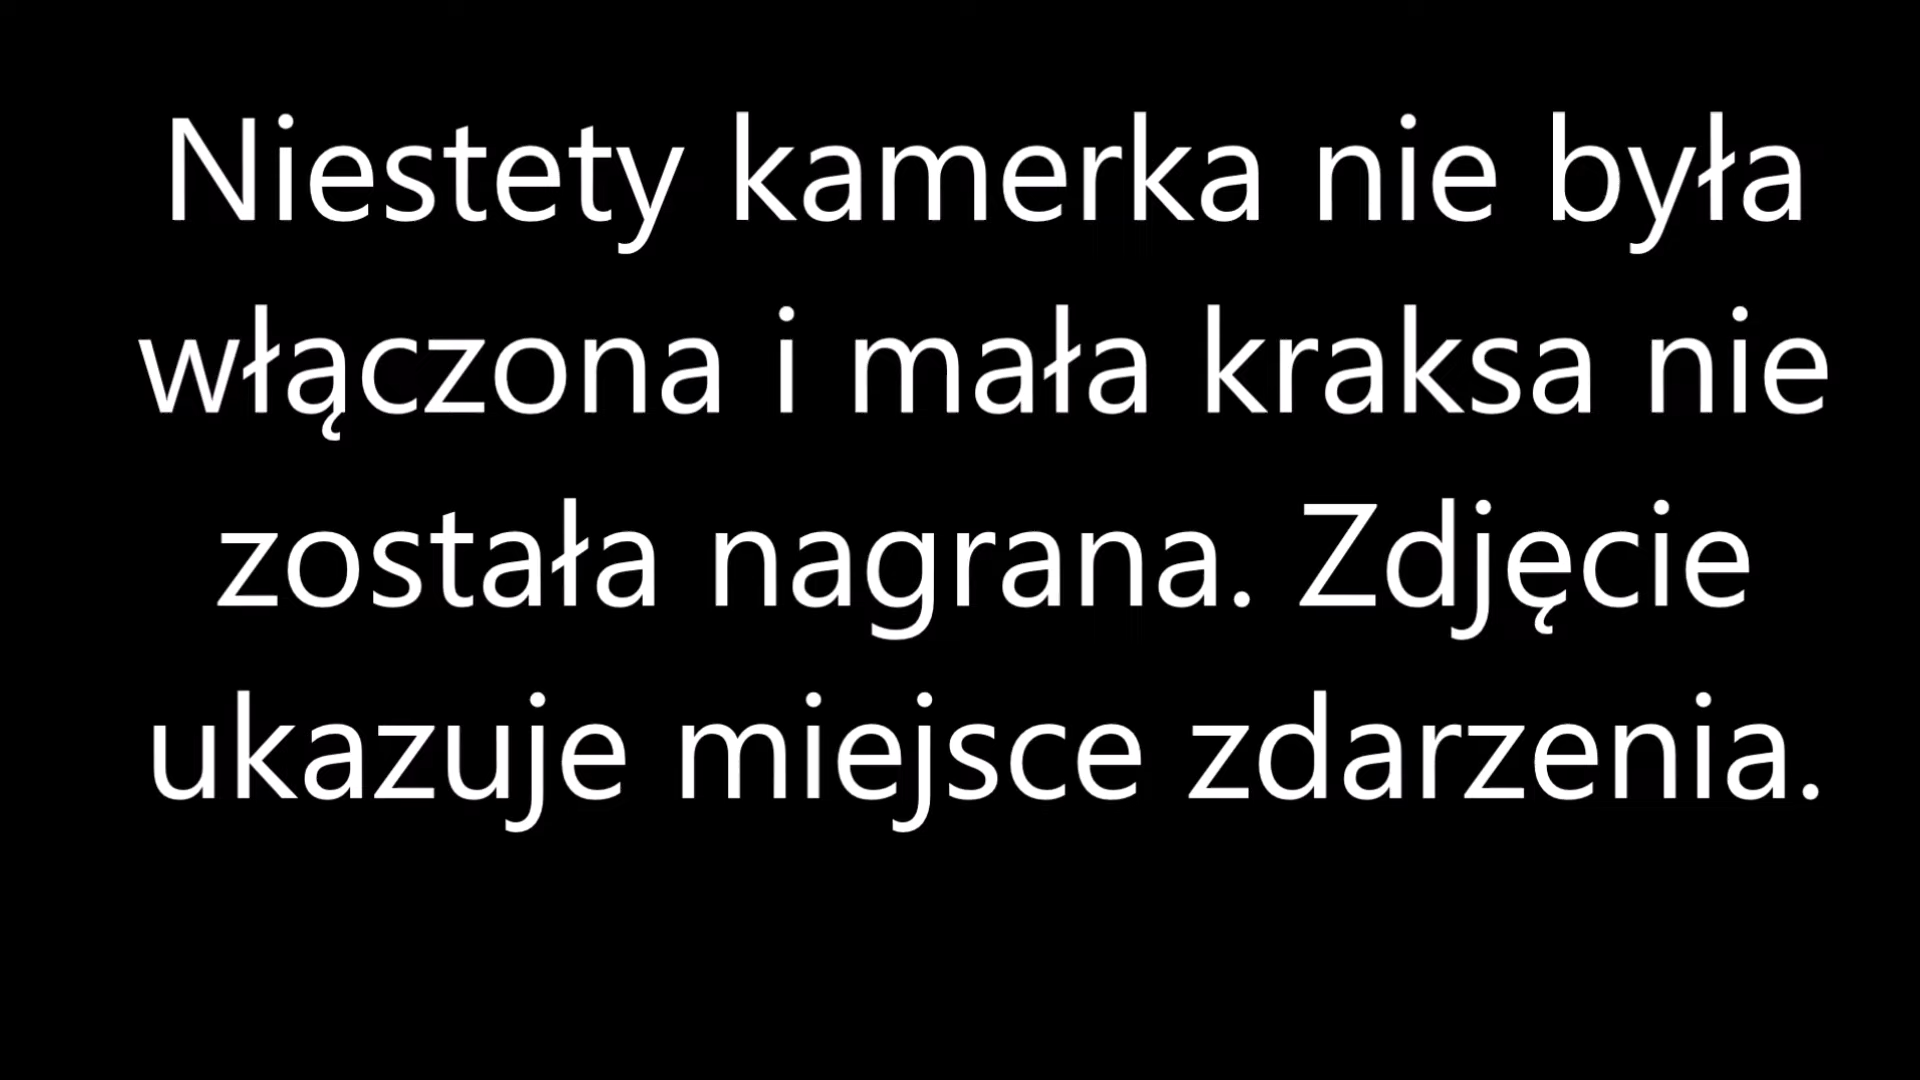 Niestety kamerka nie była
włączona i mała kraksa nie
została nagrana. Zdjęcie
ukazuje miejsce zdarzenia.